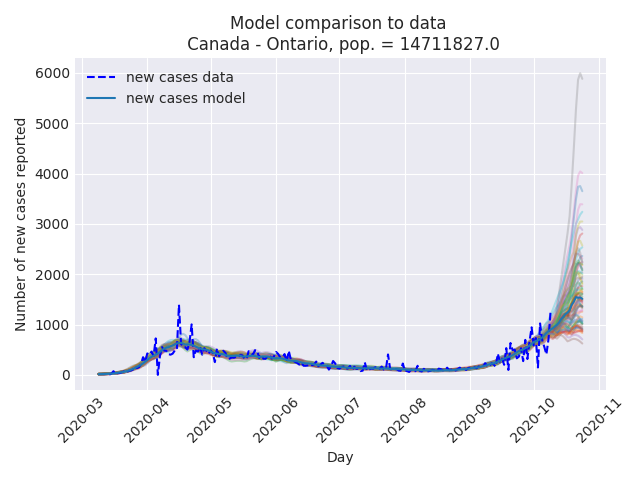 Model comparison to data
Canada - Ontario, pop. = 14711827.0
new cases data
new cases model
Number of new cases reported
6000
5000
4000
3000
2000
1000
0
2020-03
2020-04
2020-05
2020-06
2020-07
2020-08
2020-09
2020-10
2020-11
Day